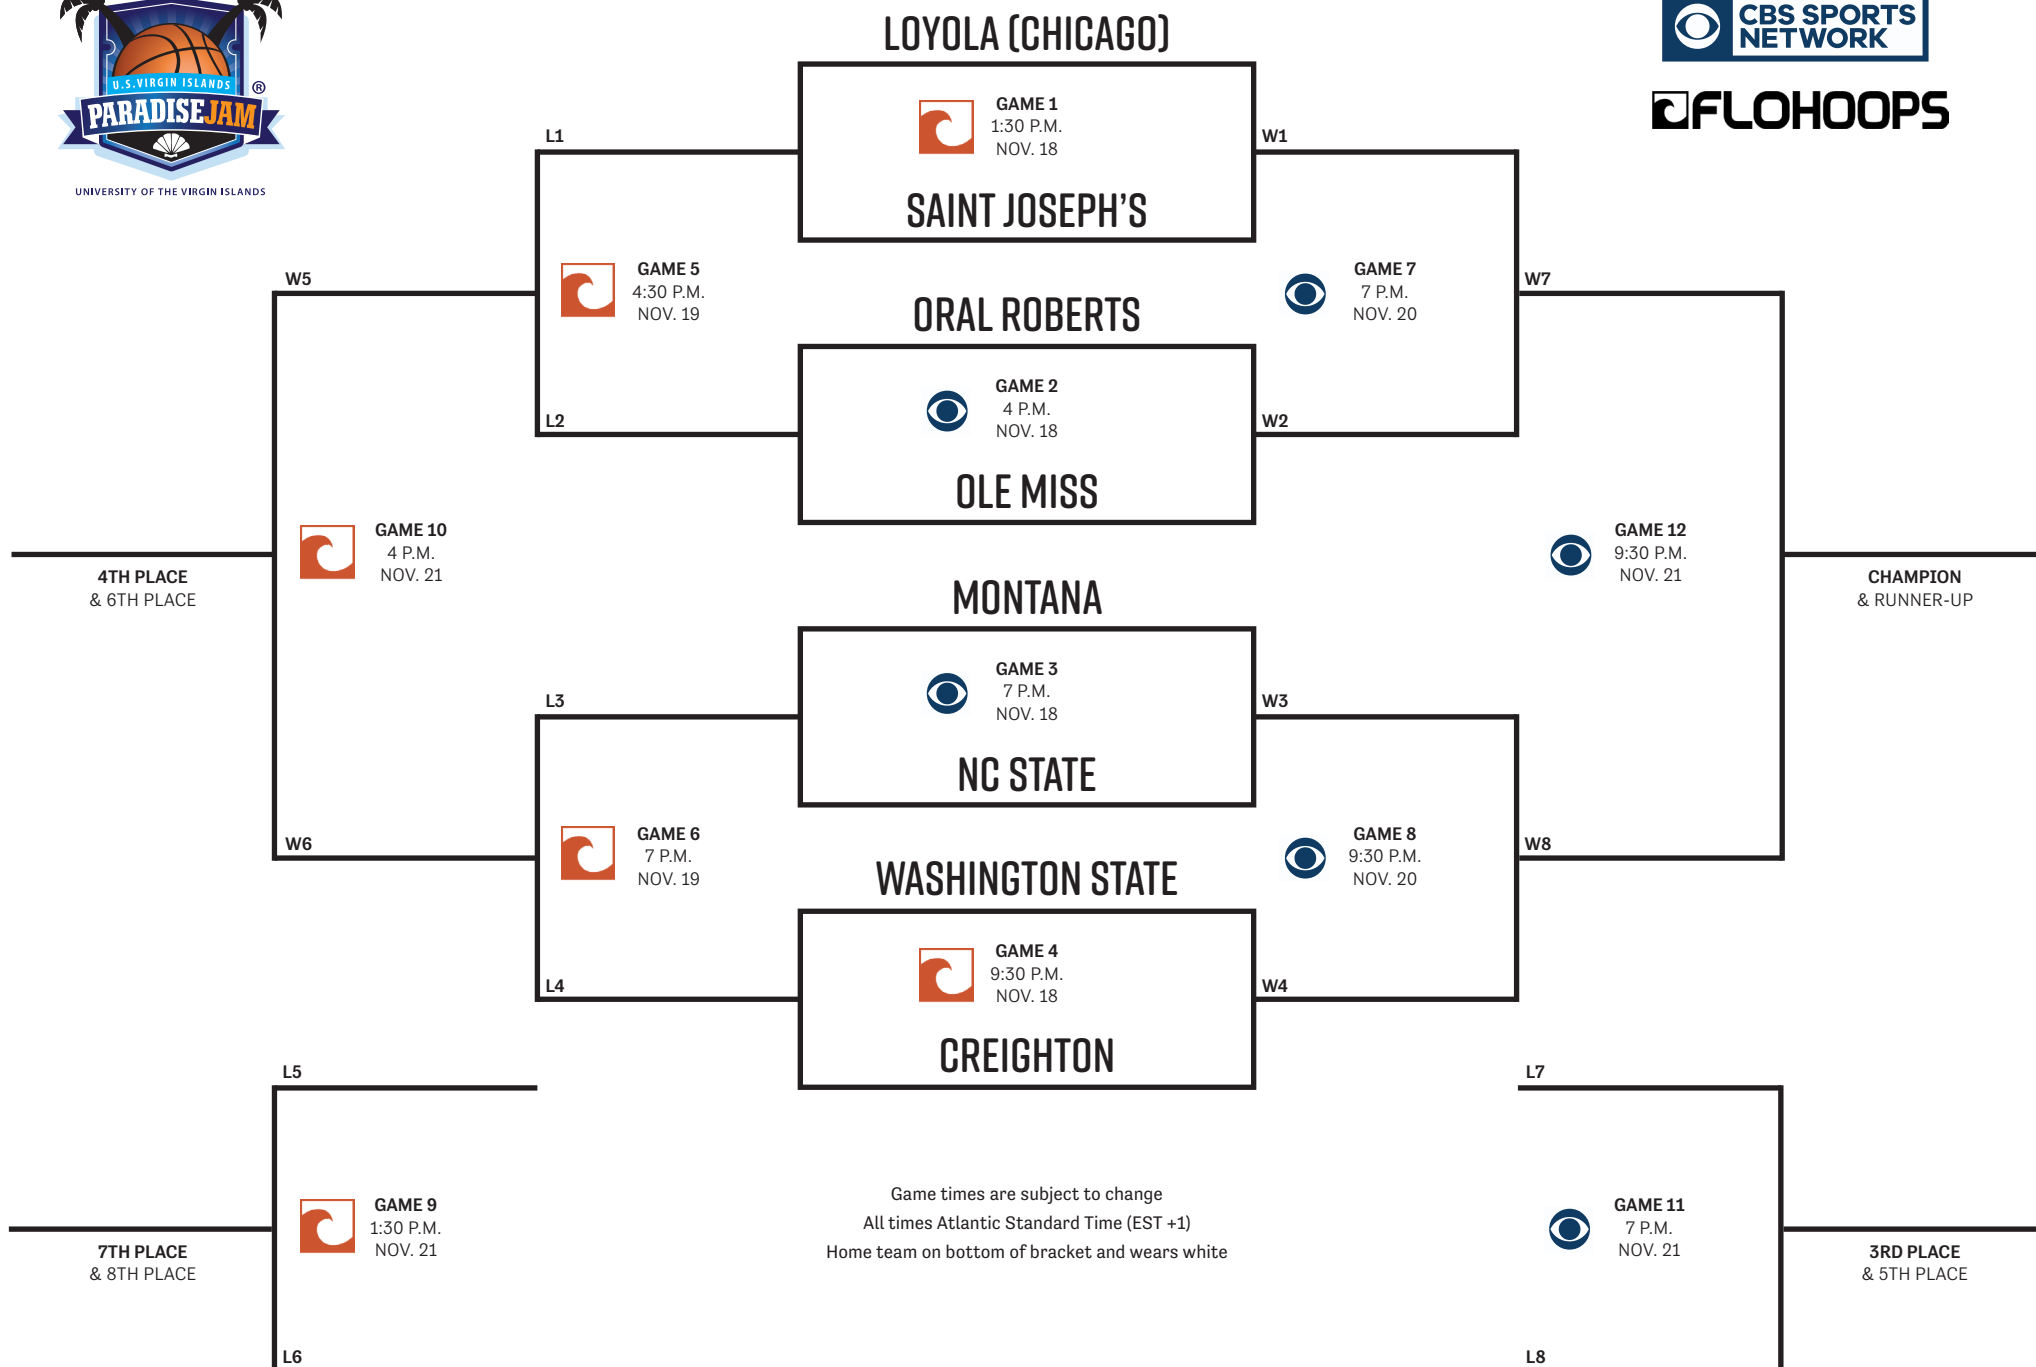 U.S.VIRGIN ISLANDS
PARADISE JAM ®
UNIVERSITY OF THE VIRGIN ISLANDS
CBS SPORTS
NETWORK
FLOHOOPS
LOYOLA (CHICAGO)
GAME 1
1:30 P.M.
NOV. 18
SAINT JOSEPH'S
L1
W1
GAME 5
4:30 P.M.
NOV. 19
GAME 7
7 P.M.
NOV. 20
W5
W7
ORAL ROBERTS
GAME 2
4 P.M.
NOV. 18
OLE MISS
L2
W2
GAME 10
4 P.M.
NOV. 21
4TH PLACE
& 6TH PLACE
GAME 12
9:30 P.M.
NOV. 21
CHAMPION
& RUNNER-UP
MONTANA
GAME 3
7 P.M.
NOV. 18
NC STATE
L3
W3
GAME 6
7 P.M.
NOV. 19
GAME 8
9:30 P.M.
NOV. 20
W6
W8
WASHINGTON STATE
GAME 4
9:30 P.M.
NOV. 18
CREIGHTON
L4
W4
L5
L7
GAME 9
1:30 P.M.
NOV. 21
7TH PLACE
& 8TH PLACE
Game times are subject to change
All times Atlantic Standard Time (EST +1)
Home team on bottom of bracket and wears white
GAME 11
7 P.M.
NOV. 21
3RD PLACE
& 5TH PLACE
L6
L8